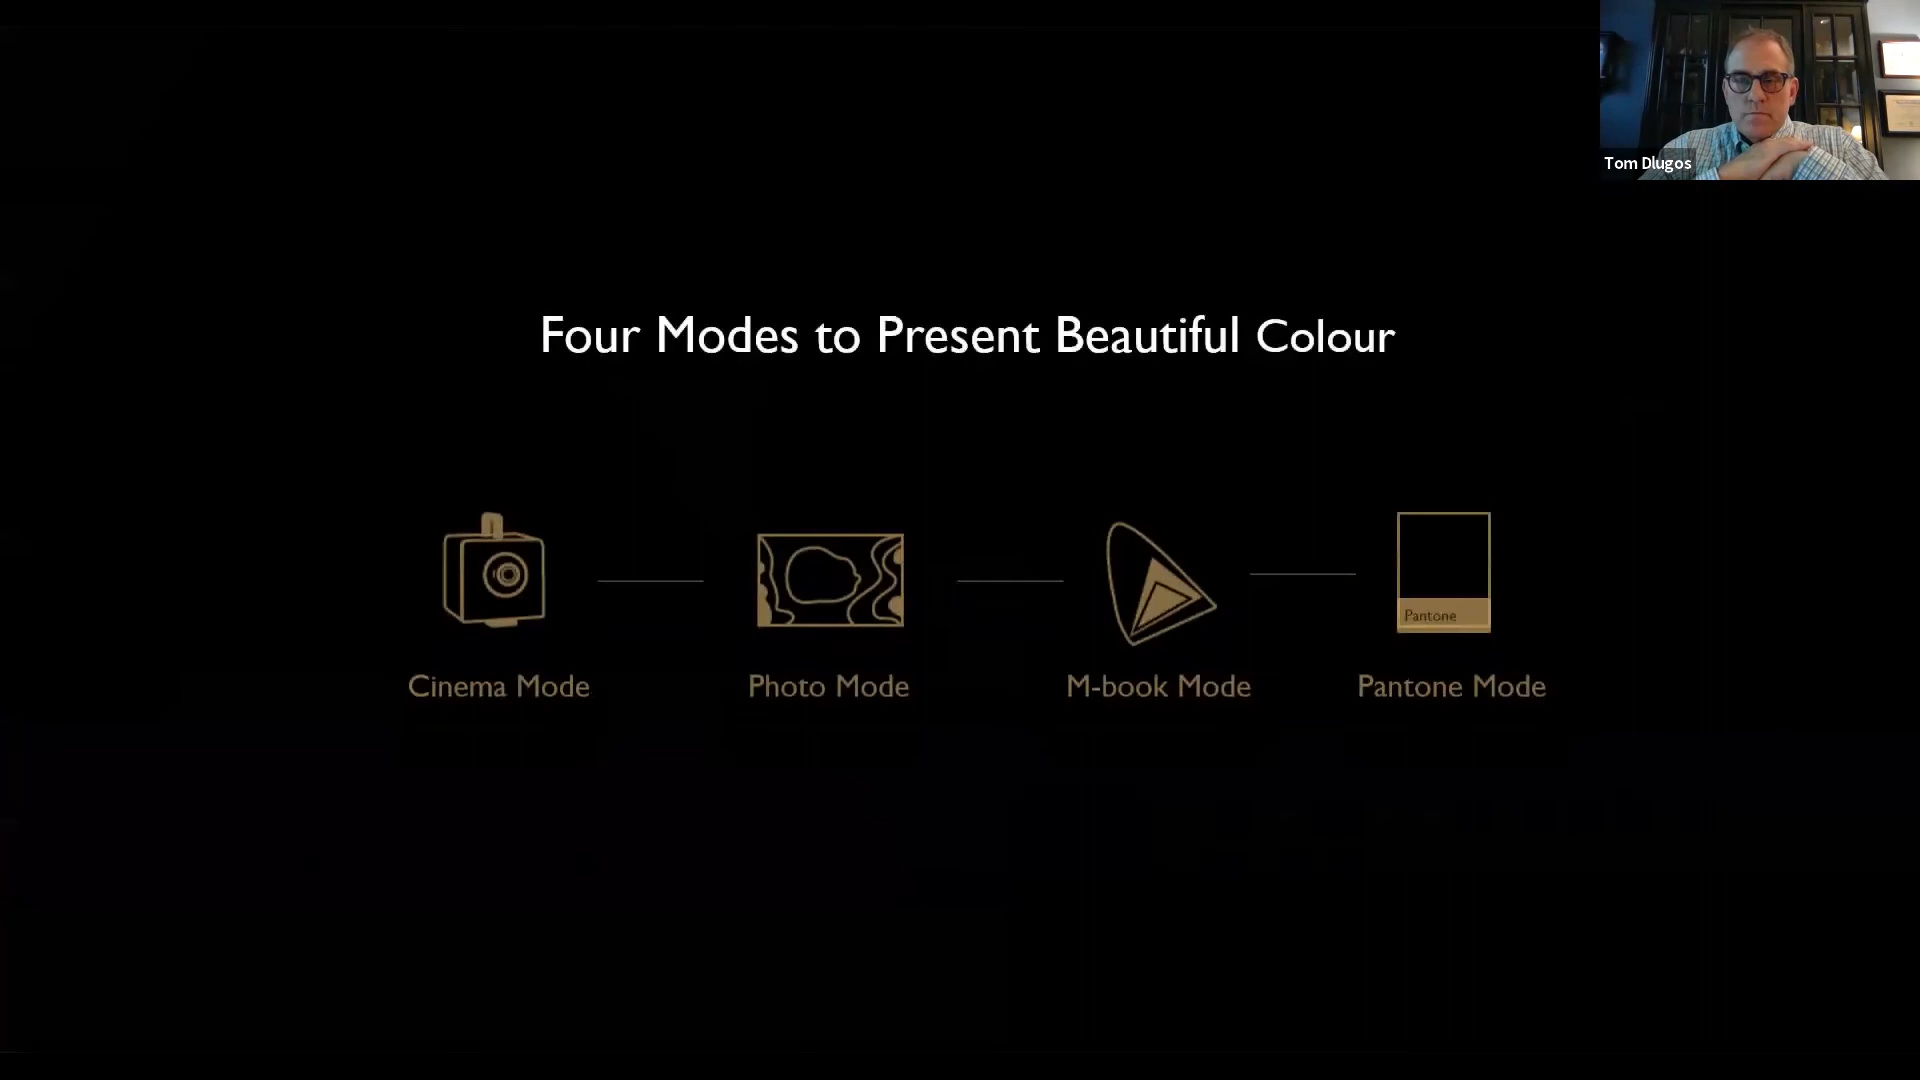 Tom Dlugos
Four Modes to Present Beautiful Colour
Pantone
Cinema Mode
Photo Mode
M-book Mode
Pantone Mode